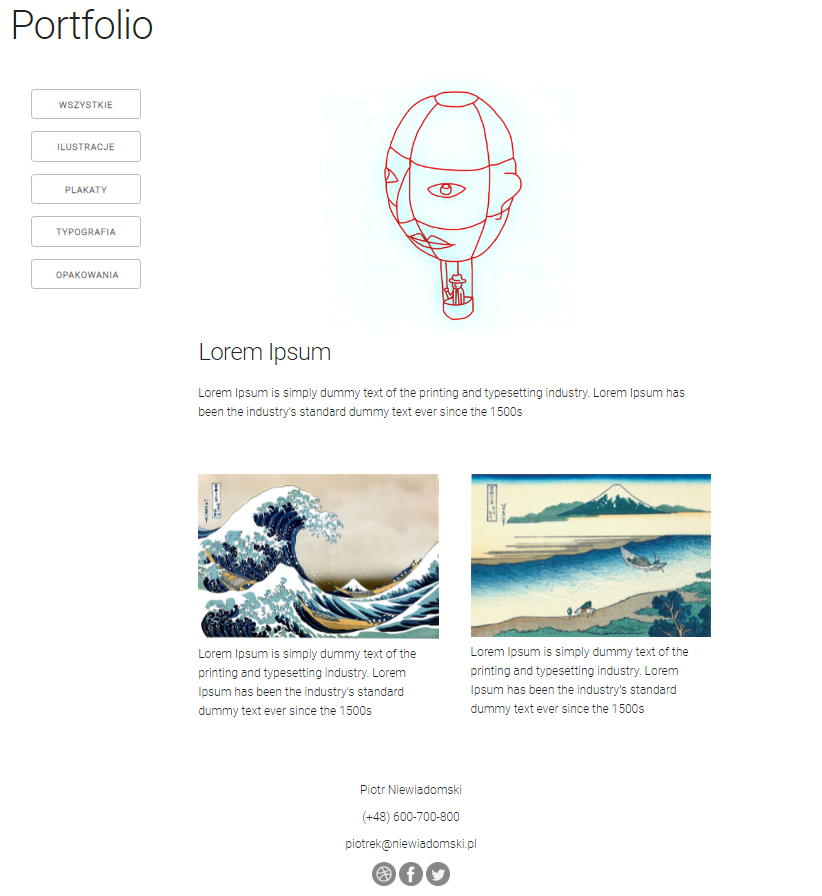 Portfolio
WSZYSTKIE
ILUSTRACJE
PLAKATY
TYPOGRAFIA
OPAKOWANIA
Lorem Ipsum
Lorem Ipsum is simply dummy text of the printing and typesetting industry. Lorem Ipsum has
been the industry's standard dummy text ever since the 1500s
Lorem Ipsum is simply dummy text of the
printing and typesetting industry. Lorem
Ipsum has been the industry's standard
dummy text ever since the 1500s
Lorem Ipsum is simply dummy text of the
printing and typesetting industry. Lorem
Ipsum has been the industry's standard
dummy text ever since the 1500s
Piotr Niewiadomski
(+48) 600-700-800
piotrek@niewiadomski.pl